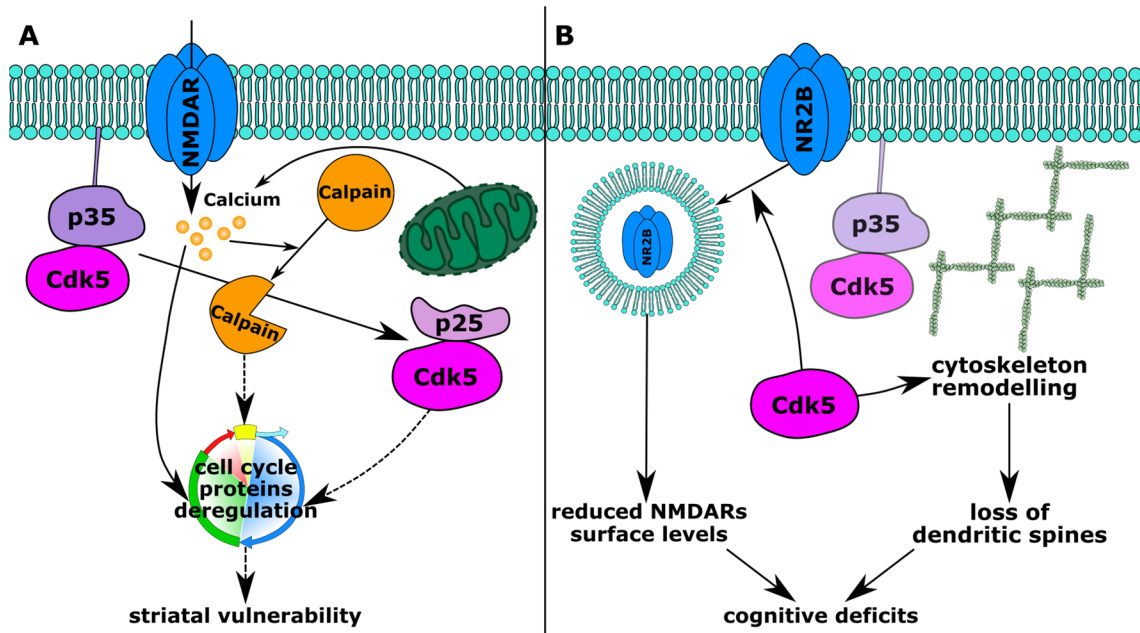 A
NMDAR
Calcium
Calpain
p35
Cdk5
Calpain
p25
Cdk5
cell cycle
proteins
deregulation
striatal vulnerability
B
NR2B
NR2B
p35
Cdk5
Cdk5
cytoskeleton
remodelling
reduced NMDARs
surface levels
loss of
dendritic spines
cognitive deficits